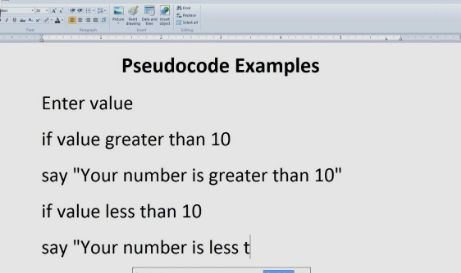 Picture
Paint drawing
Date and time
Insert object
Find
Replace
Select all
Font
Paragraph
Insert
Editing
Pseudocode Examples
Enter value
if value greater than 10
say "Your number is greater than 10"
if value less than 10
say "Your number is less t